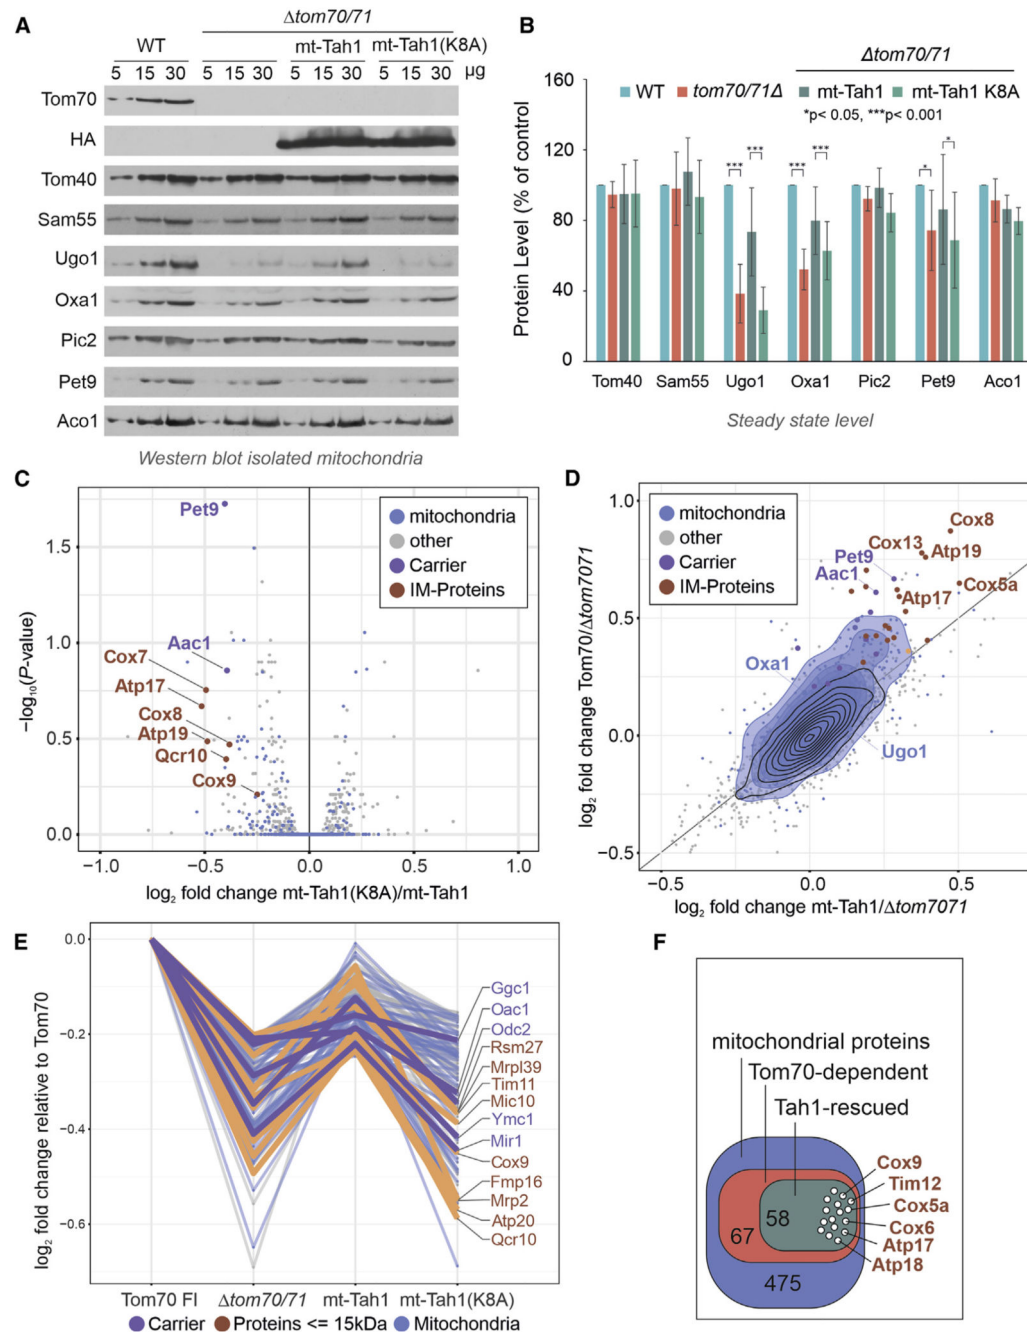 A
Δtom70/71
WT mt-Tah1 mt-Tah1(K8A)
5 15 30 5 15 30 5 15 30 5 15 30 µg
Tom70
HA
Tom40
Sam55
Ugo1
Oxa1
Pic2
Pet9
Aco1
Western blot isolated mitochondria
B
Δtom70/71
WT tom70/71Δ mt-Tah1 mt-Tah1 K8A
*p< 0.05, ***p< 0.001
Protein Level (% of control)
160
120
80
40
0
*** *** *** *** * *
Tom40 Sam55 Ugo1 Oxa1 Pic2 Pet9 Aco1
Steady state level
C
−log10(P-value)
1.5
1.0
0.5
0.0
Pet9
mitochondria
other
Carrier
IM-Proteins
Aac1
Cox7
Atp17
Cox8
Atp19
Qcr10
Cox9
−1.0 −0.5 0.0 0.5 1.0
log2 fold change mt-Tah1(K8A)/mt-Tah1
D
log2 fold change Tom70/Δtom7071
1.0
0.5
0.0
−0.5
mitochondria
other
Carrier
IM-Proteins
Cox8
Cox13
Atp19
Pet9
Aac1
Cox5a
Atp17
Oxa1
Ugo1
−0.5 0.0 0.5
log2 fold change mt-Tah1/Δtom7071
E
log2 fold change relative to Tom70
0.0
−0.2
−0.4
−0.6
Ggc1
Oac1
Odc2
Rsm27
Mrpl39
Tim11
Mic10
Ymc1
Mir1
Cox9
Fmp16
Mrp2
Atp20
Qcr10
Tom70 Fl Δtom70/71 mt-Tah1 mt-Tah1(K8A)
Carrier Proteins <= 15kDa Mitochondria
F
mitochondrial proteins
Tom70-dependent
Tah1-rescued
Cox9
Tim12
Cox5a
Cox6
Atp17
Atp18
58
67
475